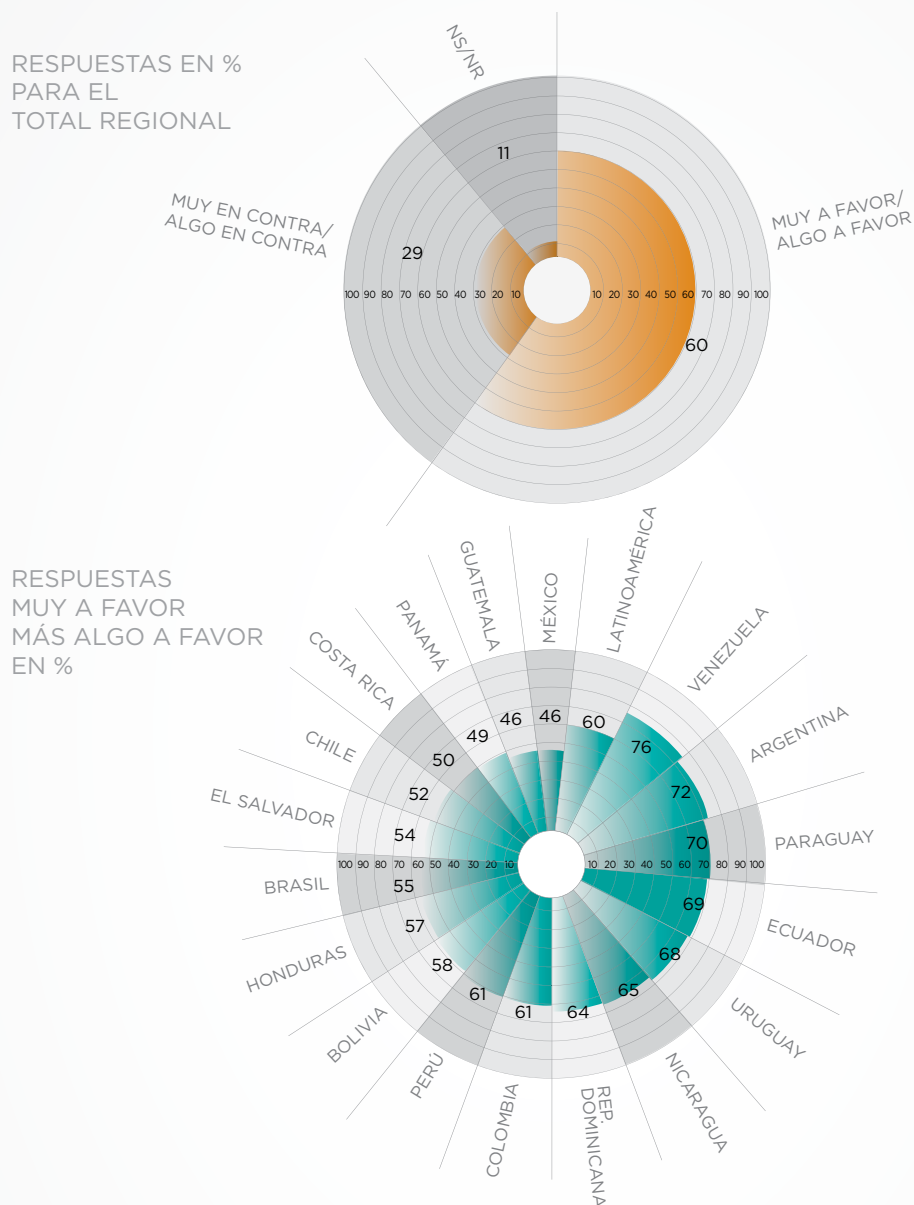 RESPUESTAS EN %
PARA EL
TOTAL REGIONAL
NS/NR
11
MUY EN CONTRA/
ALGO EN CONTRA
29
MUY A FAVOR/
ALGO A FAVOR
100 90 80 70 60 50 40 30 20 10
10 20 30 40 50 60 70 80 90 100
60
RESPUESTAS
MUY A FAVOR
MÁS ALGO A FAVOR
EN %
LATINOAMÉRICA
60
VENEZUELA
76
ARGENTINA
72
PARAGUAY
70
ECUADOR
69
URUGUAY
68
NICARAGUA
65
REP.
DOMINICANA
64
COLOMBIA
61
PERÚ
61
BOLIVIA
58
HONDURAS
57
BRASIL
55
EL SALVADOR
54
CHILE
52
COSTA RICA
50
PANAMÁ
49
GUATEMALA
46
MÉXICO
46
100 90 80 70 60 50 40 30 20 10
10 20 30 40 50 60 70 80 90 100